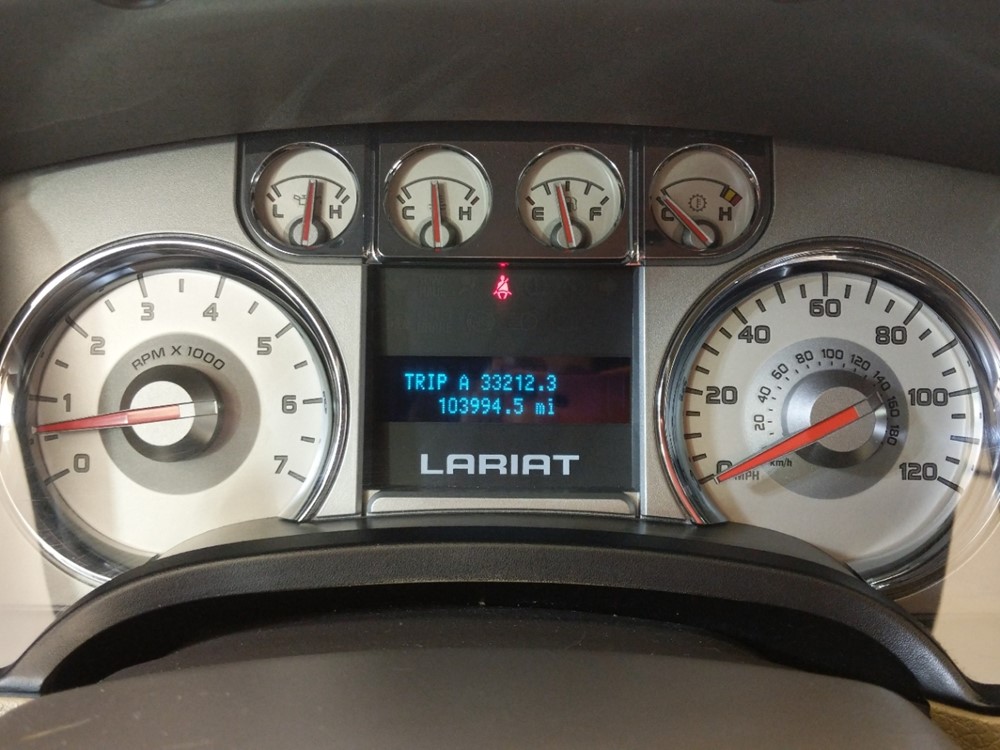 L H
C H
E F
C H
0 1 2 3 4 5 6 7
RPM X 1000
TRIP A 33212.3
103994.5 mi
LARIAT
0 20 40 60 80 100 120
MPH
20 40 60 80 100 120 140 160 180
km/h